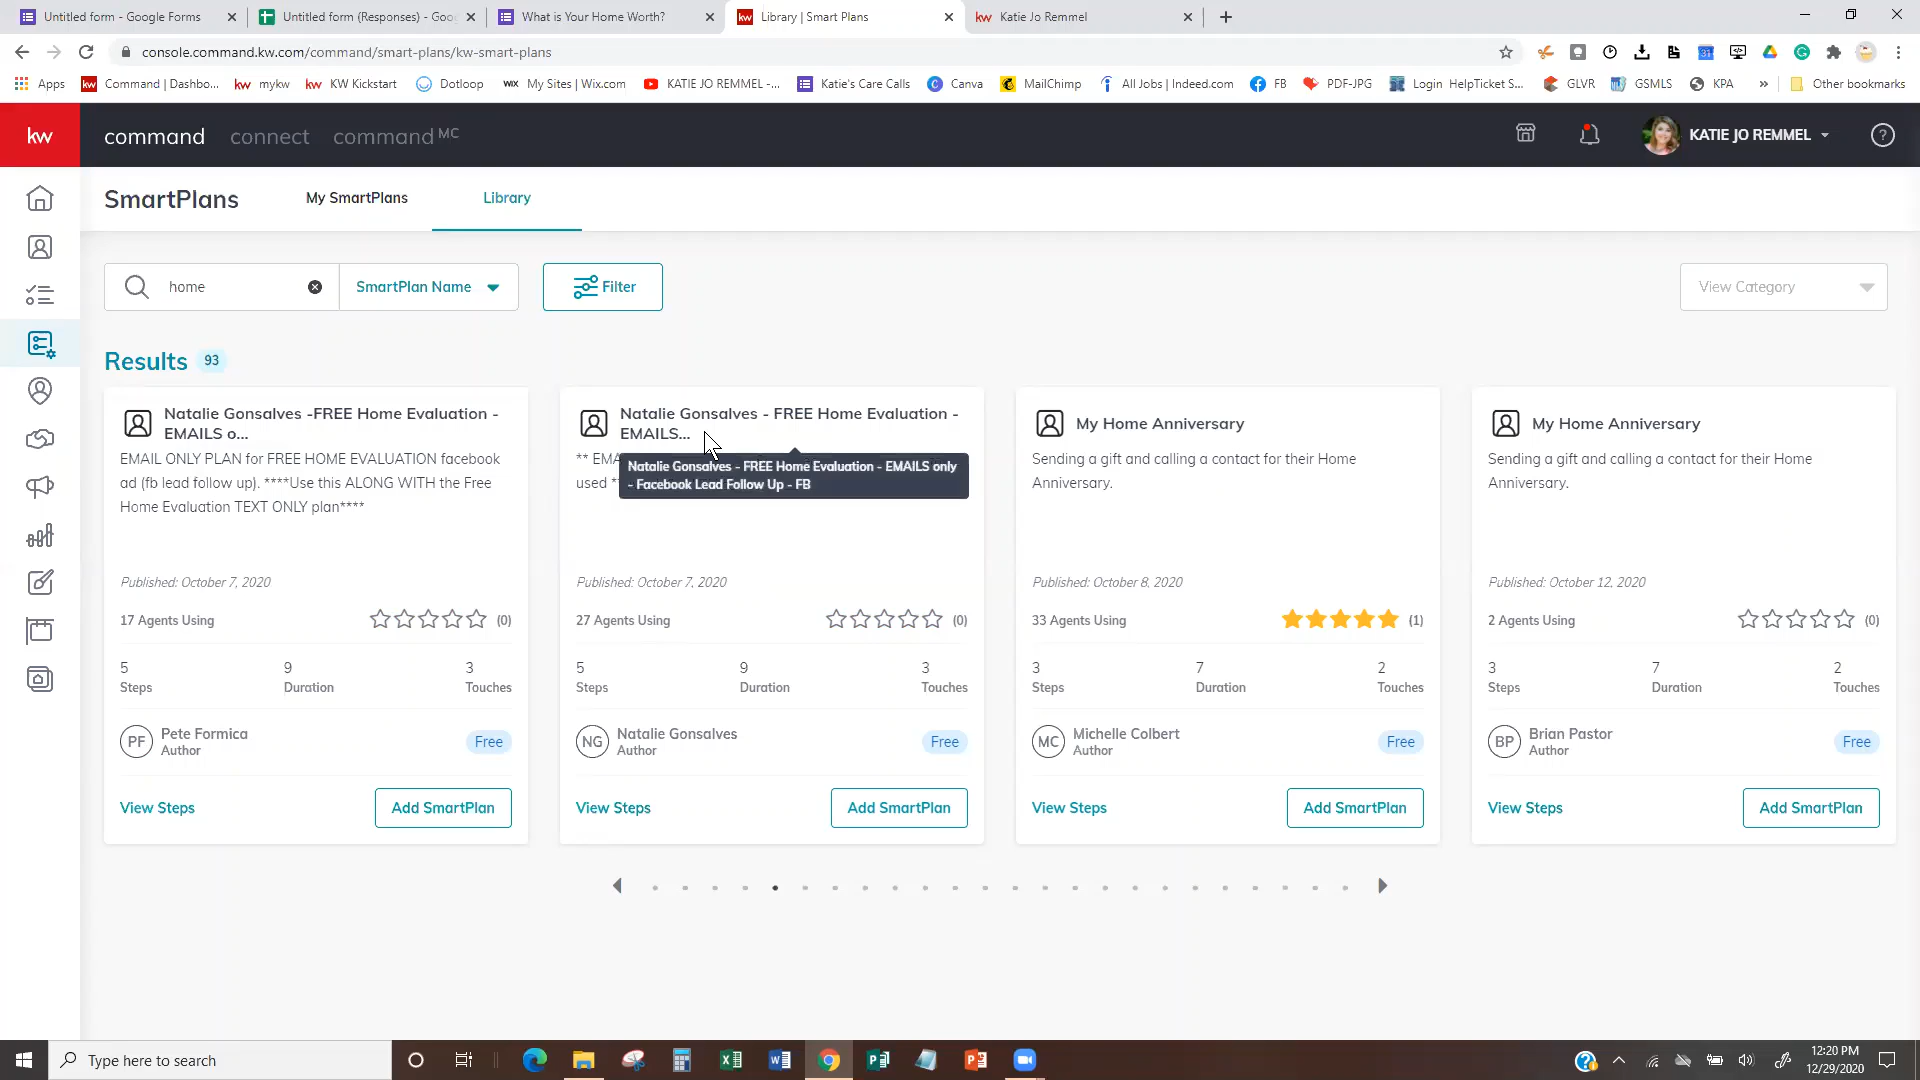 Untitled form - Google Forms
Untitled form (Responses) - Goo
What is Your Home Worth?
kw Library | Smart Plans
kw Katie Jo Remmel
console.command.kw.com/command/smart-plans/kw-smart-plans
Apps
kw Command | Dashbo...
kw mykw
kw KW Kickstart
Dotloop
WIX My Sites | Wix.com
KATIE JO REMMEL -...
Katie's Care Calls
Canva
MailChimp
All Jobs | Indeed.com
FB
PDF-JPG
Login HelpTicket S...
GLVR
GSMLS
KPA
»
Other bookmarks
kw
command
connect
command MC
KATIE JO REMMEL
?
SmartPlans
My SmartPlans
Library
home
SmartPlan Name
Filter
View Category
Results 93
Natalie Gonsalves -FREE Home Evaluation -
EMAILS o...
EMAIL ONLY PLAN for FREE HOME EVALUATION facebook
ad (fb lead follow up). ****Use this ALONG WITH the Free
Home Evaluation TEXT ONLY plan****
Published: October 7, 2020
17 Agents Using
(0)
5
Steps
9
Duration
3
Touches
PF
Pete Formica
Author
Free
View Steps
Add SmartPlan
Natalie Gonsalves - FREE Home Evaluation -
EMAILS...
** EMA
used *
Natalie Gonsalves - FREE Home Evaluation - EMAILS only
- Facebook Lead Follow Up - FB
Published: October 7, 2020
27 Agents Using
(0)
5
Steps
9
Duration
3
Touches
NG
Natalie Gonsalves
Author
Free
View Steps
Add SmartPlan
My Home Anniversary
Sending a gift and calling a contact for their Home
Anniversary.
Published: October 8, 2020
33 Agents Using
(1)
3
Steps
7
Duration
2
Touches
MC
Michelle Colbert
Author
Free
View Steps
Add SmartPlan
My Home Anniversary
Sending a gift and calling a contact for their Home
Anniversary.
Published: October 12, 2020
2 Agents Using
(0)
3
Steps
7
Duration
2
Touches
BP
Brian Pastor
Author
Free
View Steps
Add SmartPlan
Type here to search
12:20 PM
12/29/2020